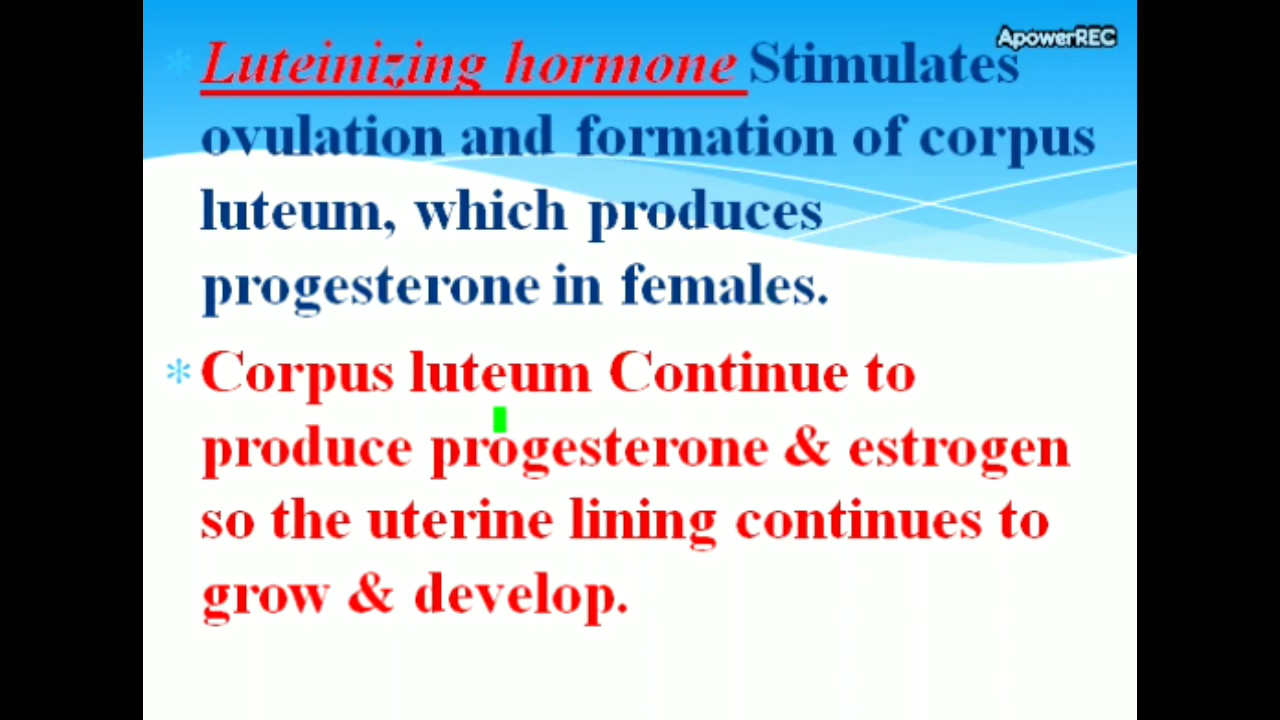 ApowerREC
* Luteinizing hormone Stimulates
ovulation and formation of corpus
luteum, which produces
progesterone in females.
* Corpus luteum Continue to
produce progesterone & estrogen
so the uterine lining continues to
grow & develop.